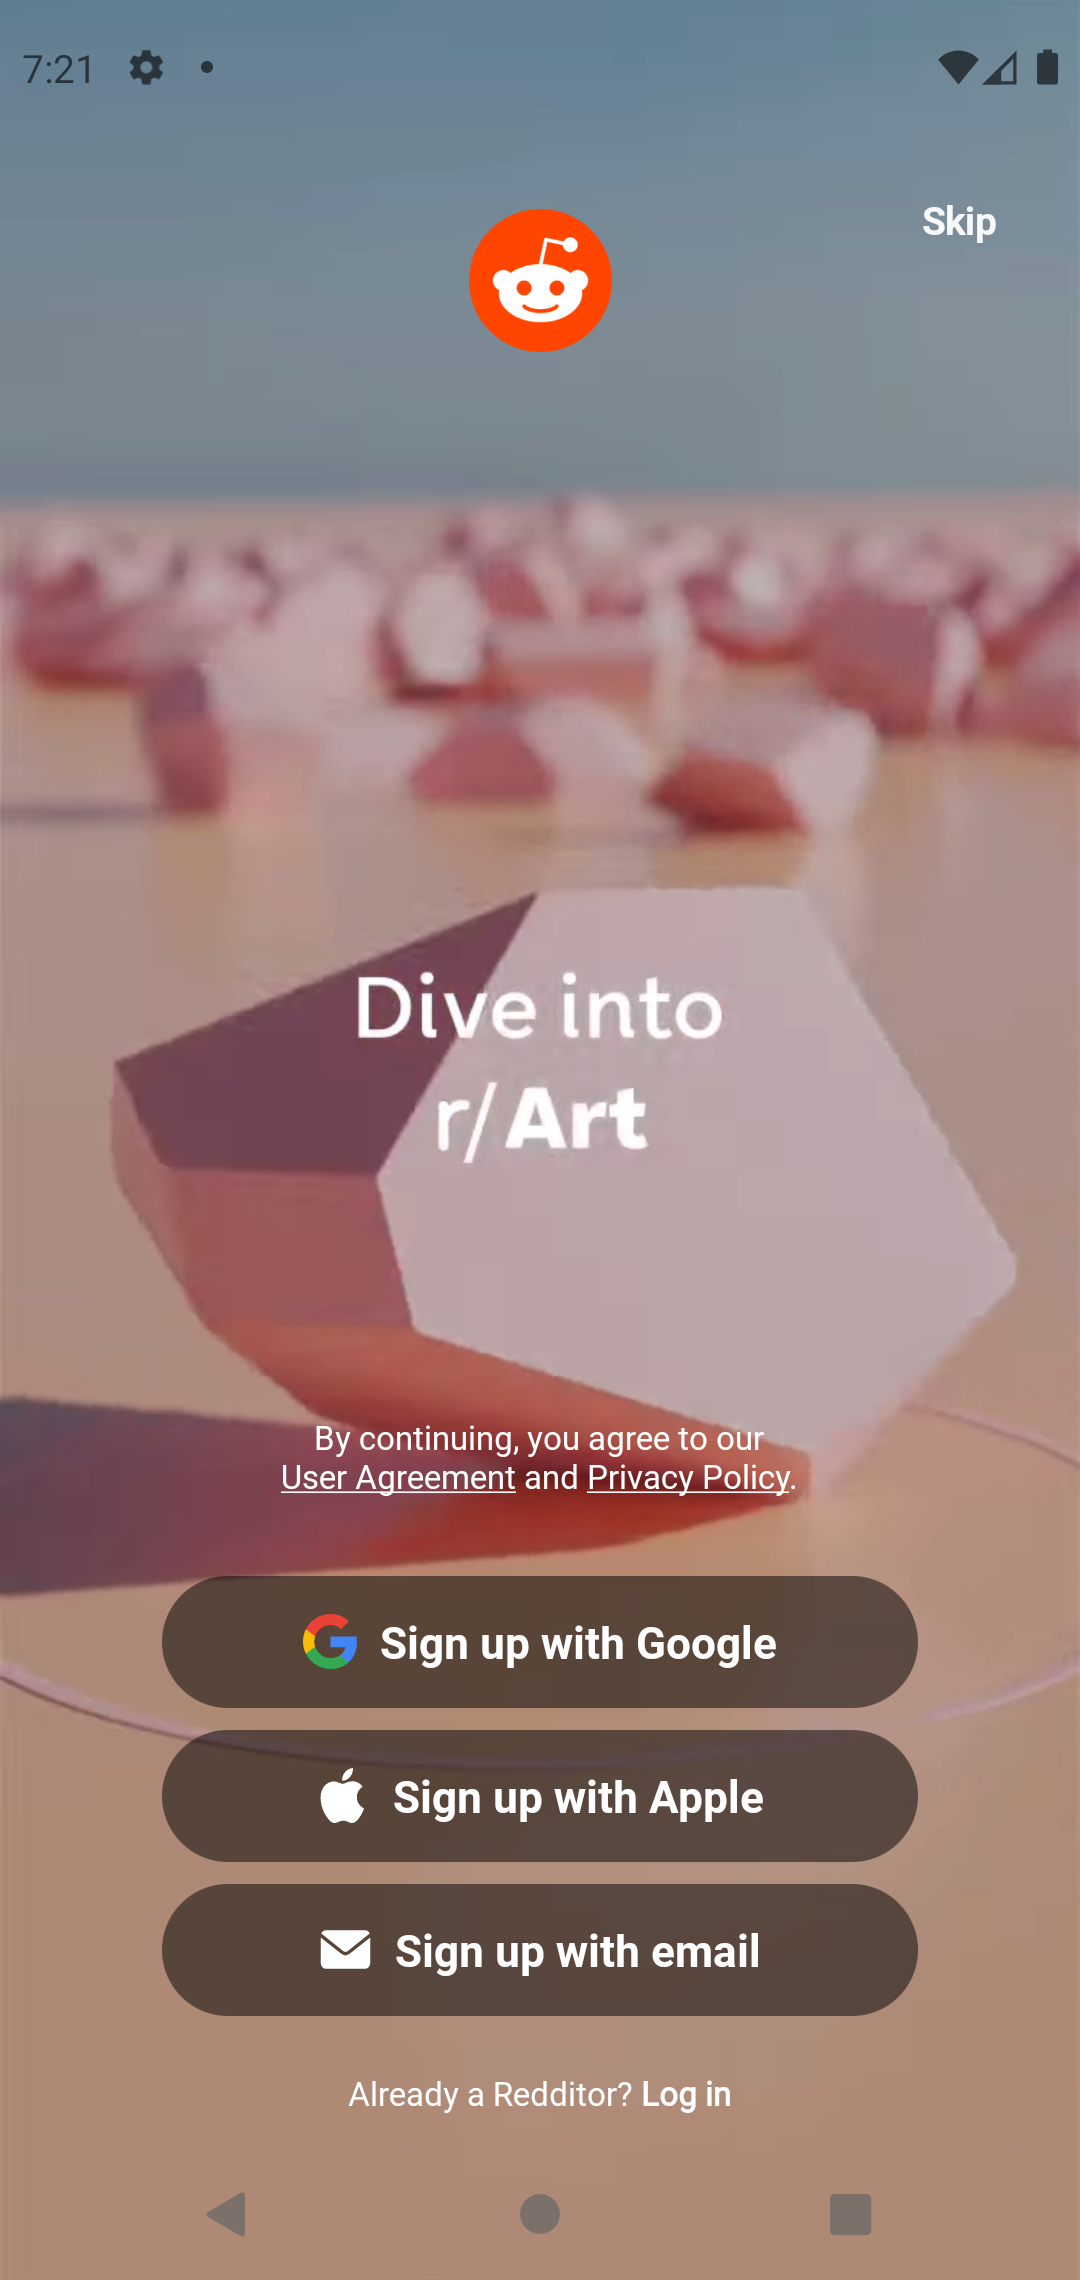 7:21
Skip
Dive into
r/Art
By continuing, you agree to our
User Agreement and Privacy Policy.
Sign up with Google
Sign up with Apple
Sign up with email
Already a Redditor? Log in